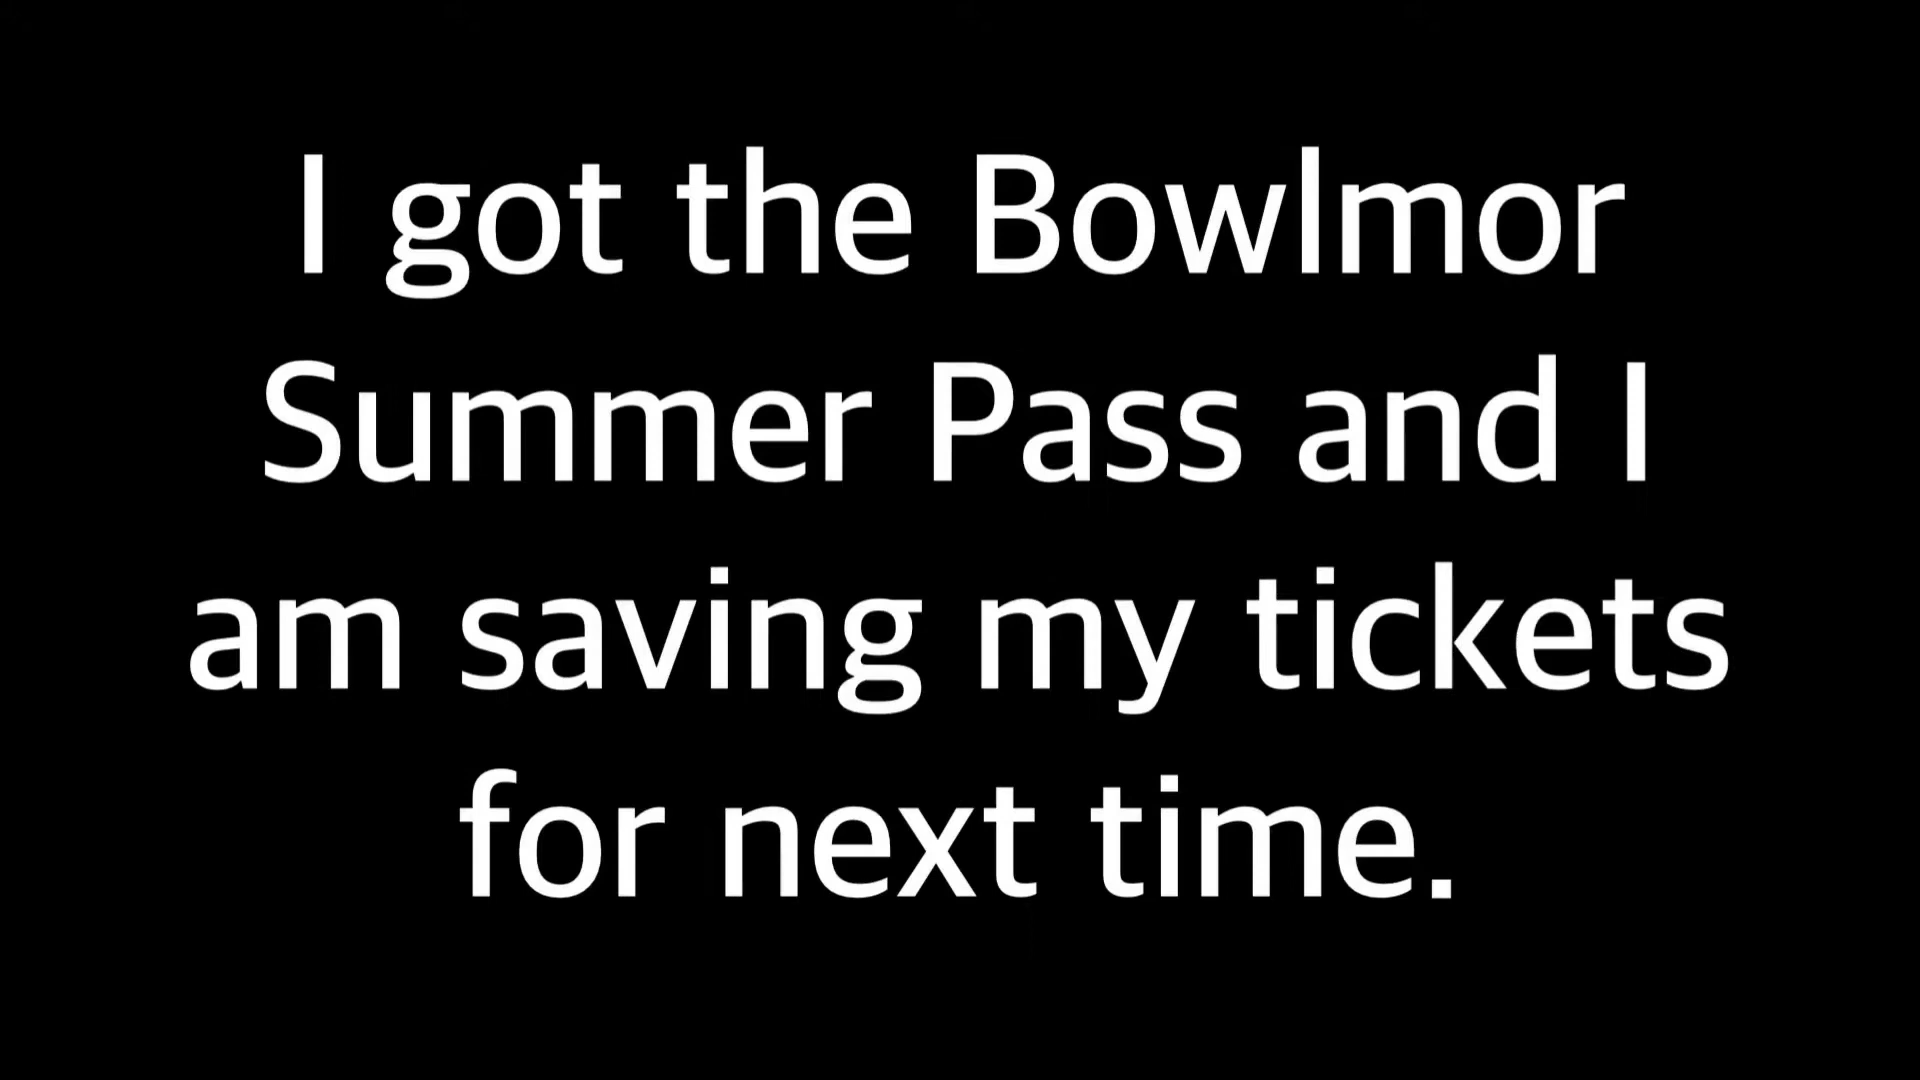 I got the Bowlmor
Summer Pass and I
am saving my tickets
for next time.